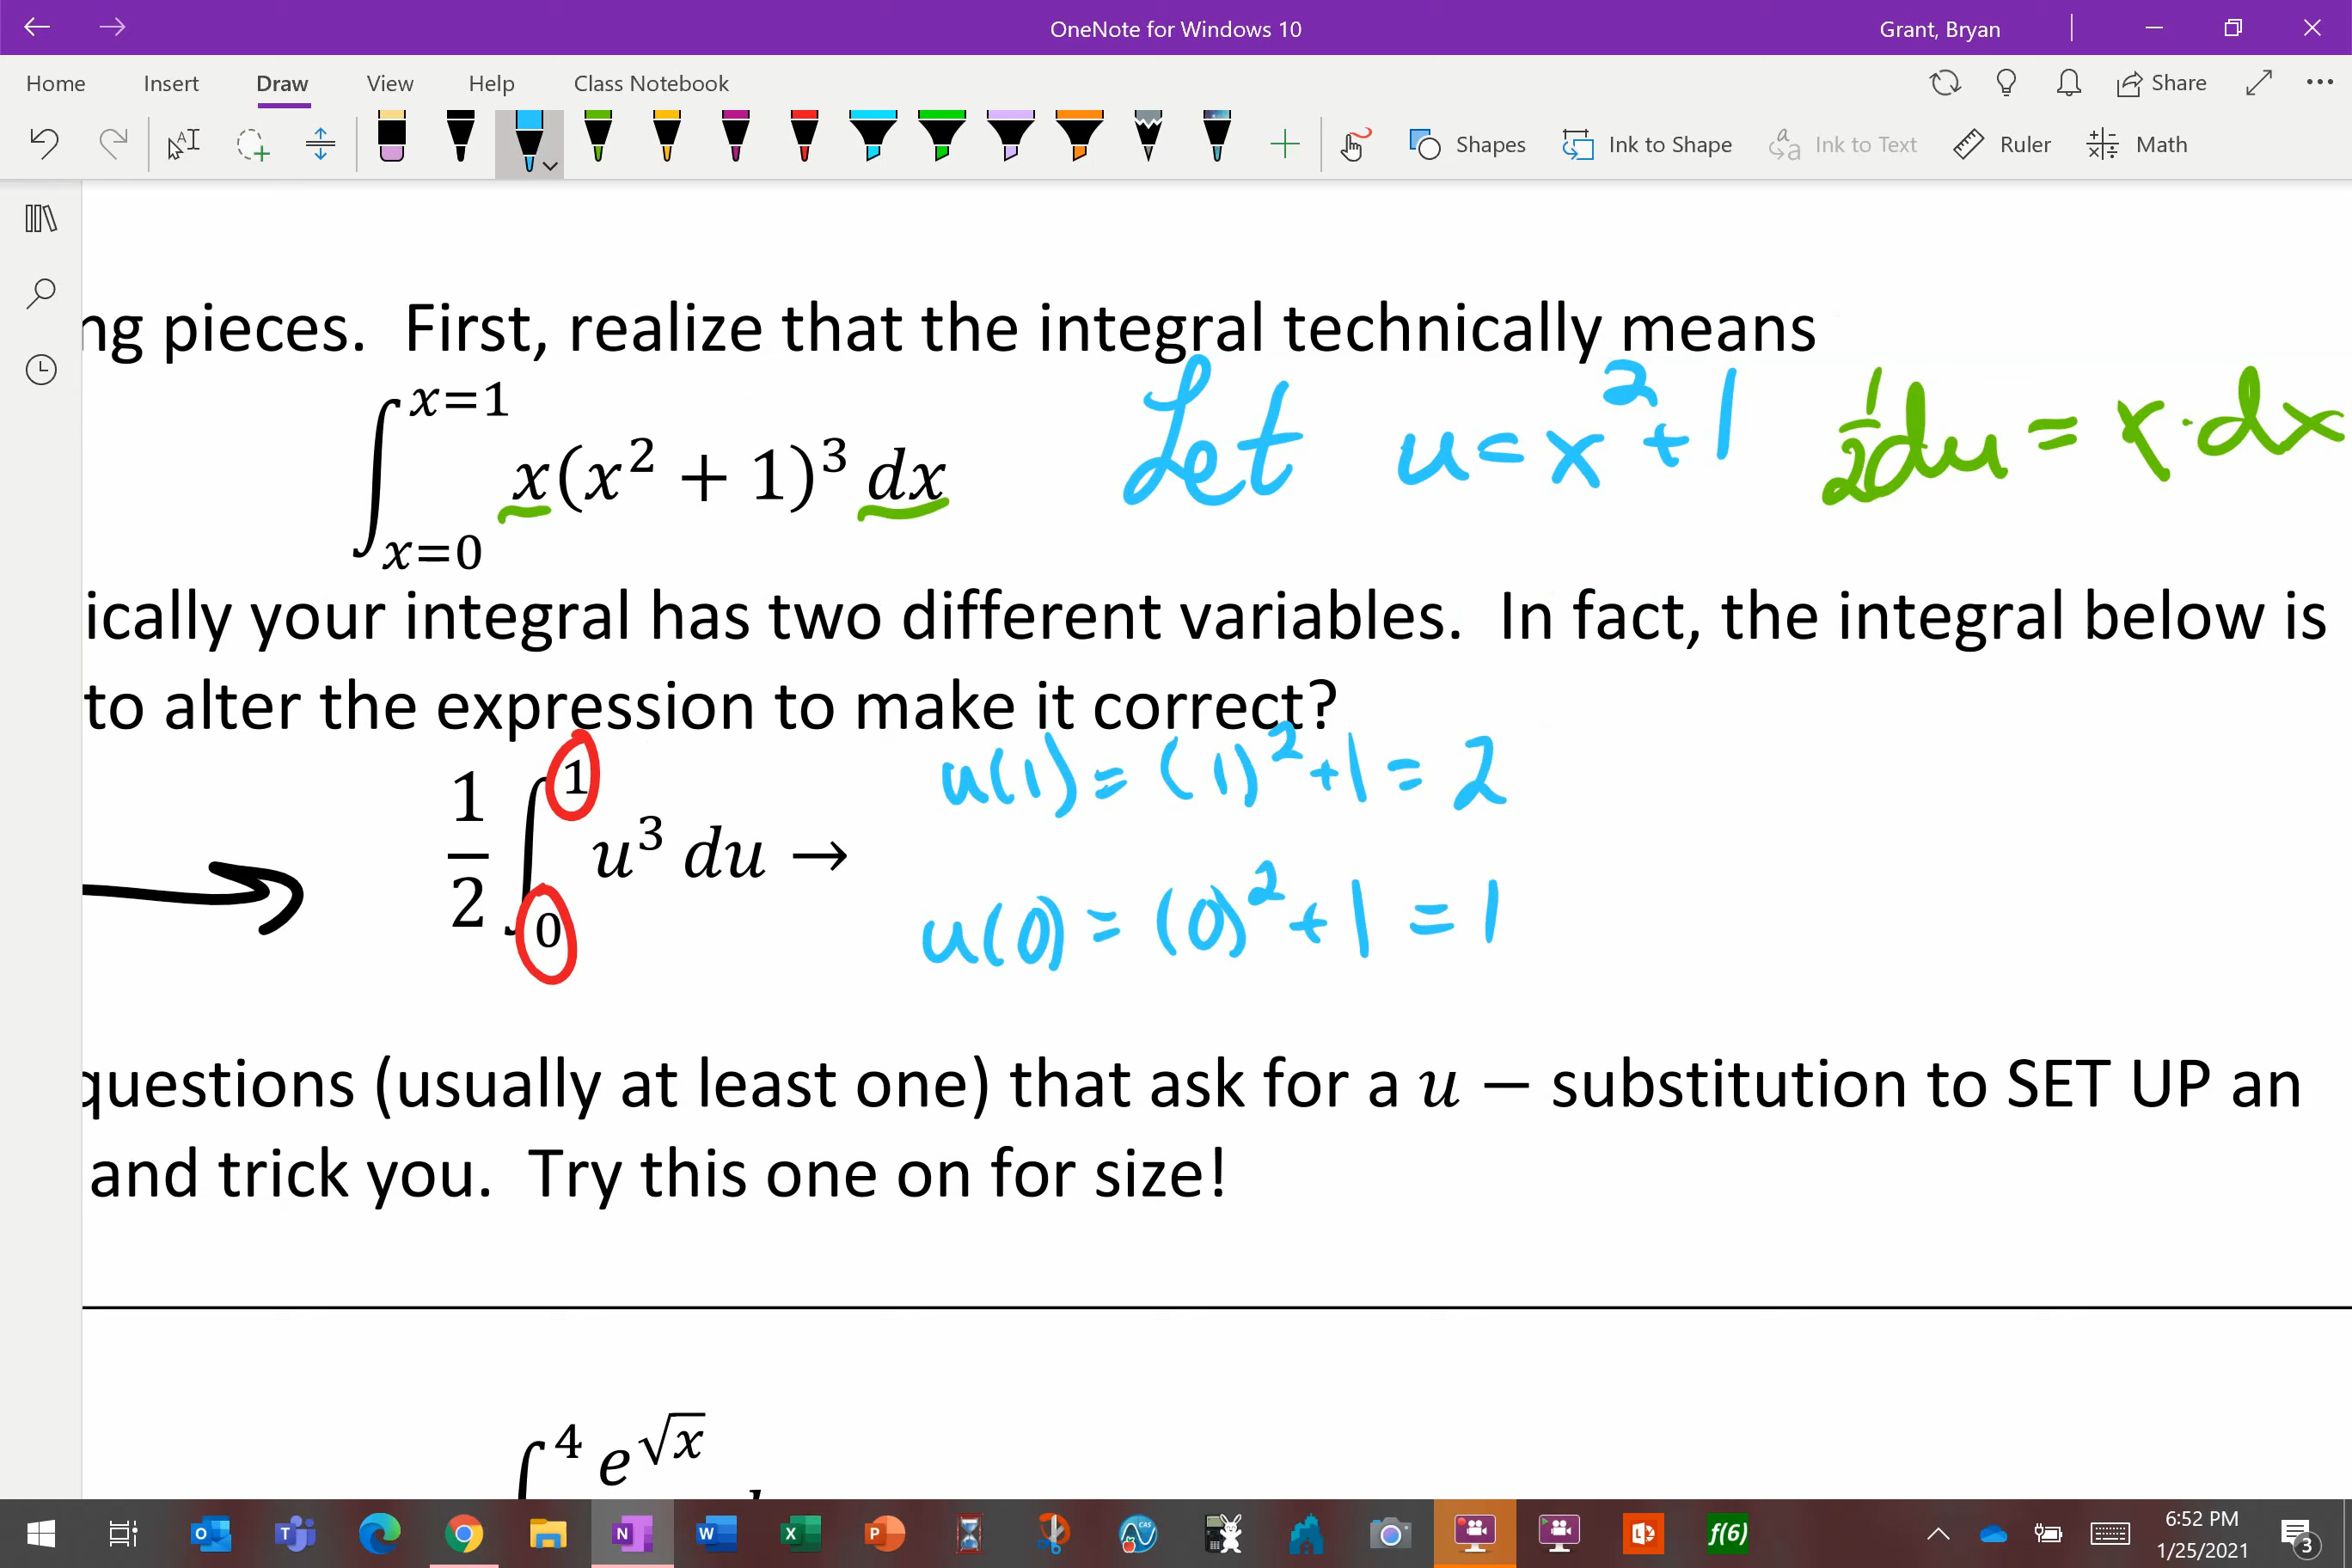 OneNote for Windows 10
Grant, Bryan
Home Insert Draw View Help Class Notebook Share
Shapes Ink to Shape Ink to Text Ruler Math
ng pieces. First, realize that the integral technically means
∫_{x=0}^{x=1} x(x² + 1)³ dx Let u = x² + 1 1/2 du = x · dx
ically your integral has two different variables. In fact, the integral below is
to alter the expression to make it correct?
1/2 ∫_0^1 u³ du →
u(1) = (1)² + 1 = 2
u(0) = (0)² + 1 = 1
questions (usually at least one) that ask for a u − substitution to SET UP an
and trick you. Try this one on for size!
∫^4 e^{√x}
f(6)
6:52 PM
1/25/2021
3